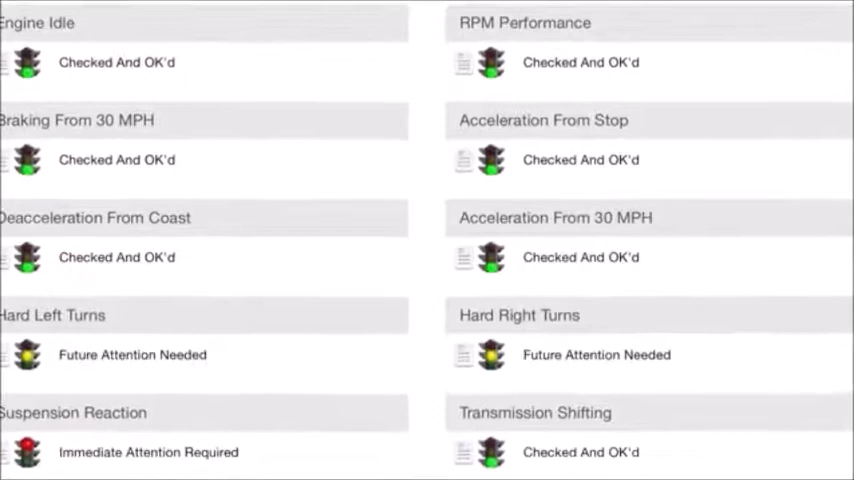 Engine Idle
RPM Performance
Checked And OK'd
Checked And OK'd
Braking From 30 MPH
Acceleration From Stop
Checked And OK'd
Checked And OK'd
Deacceleration From Coast
Acceleration From 30 MPH
Checked And OK'd
Checked And OK'd
Hard Left Turns
Hard Right Turns
Future Attention Needed
Future Attention Needed
Suspension Reaction
Transmission Shifting
Immediate Attention Required
Checked And OK'd